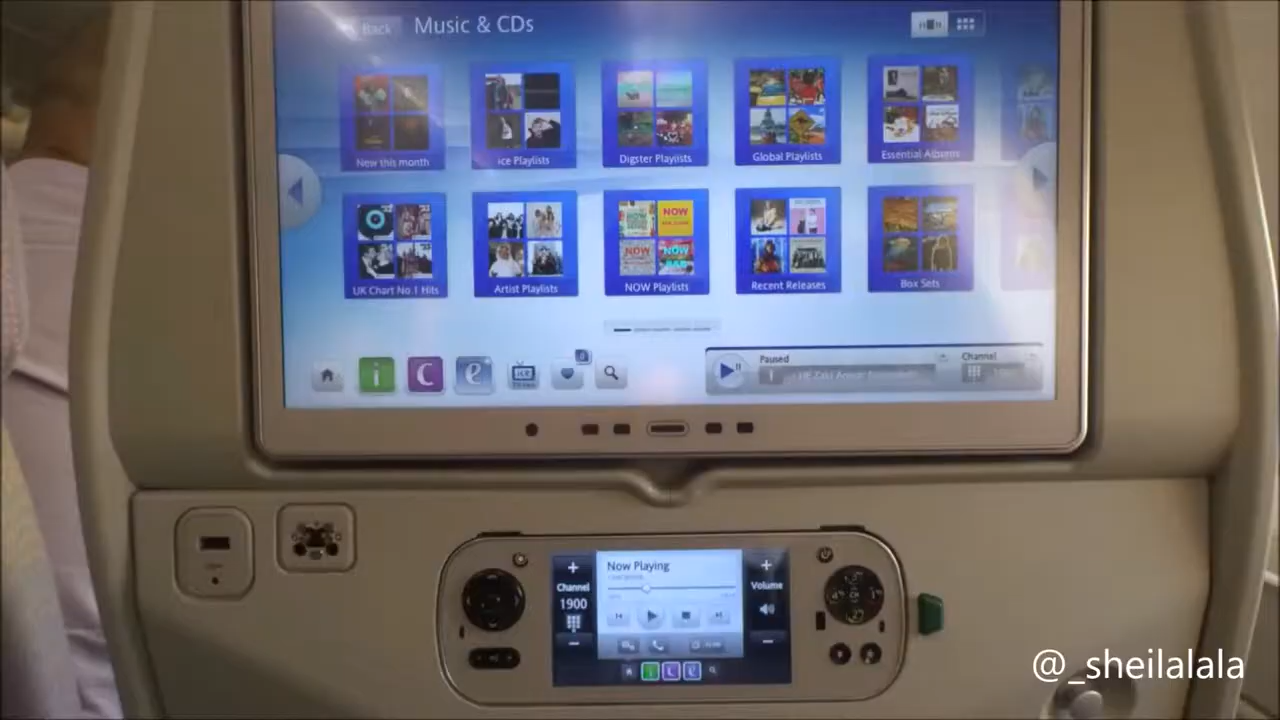 Back
Music & CDs
New this month
ice Playlists
Digster Playlists
Global Playlists
Essential Albums
UK Chart No.1 Hits
Artist Playlists
NOW Playlists
Recent Releases
Box Sets
i
C
e
Paused
Channel
Now Playing
+
Channel
1900
−
+
Volume
−
i
C
e
@_sheilalala